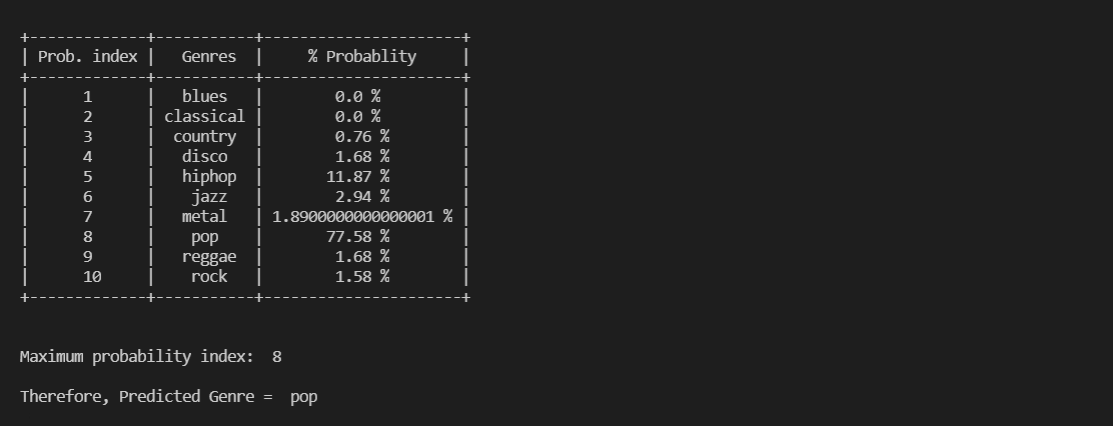 +-------------+-----------+----------------------+
| Prob. index |   Genres  |     % Probablity     |
+-------------+-----------+----------------------+
|      1      |   blues   |        0.0 %         |
|      2      | classical |        0.0 %         |
|      3      |  country  |        0.76 %        |
|      4      |   disco   |        1.68 %        |
|      5      |   hiphop  |       11.87 %        |
|      6      |    jazz   |        2.94 %        |
|      7      |   metal   | 1.8900000000000001 % |
|      8      |    pop    |       77.58 %        |
|      9      |   reggae  |        1.68 %        |
|      10     |    rock   |        1.58 %        |
+-------------+-----------+----------------------+
Maximum probability index:  8
Therefore, Predicted Genre =  pop